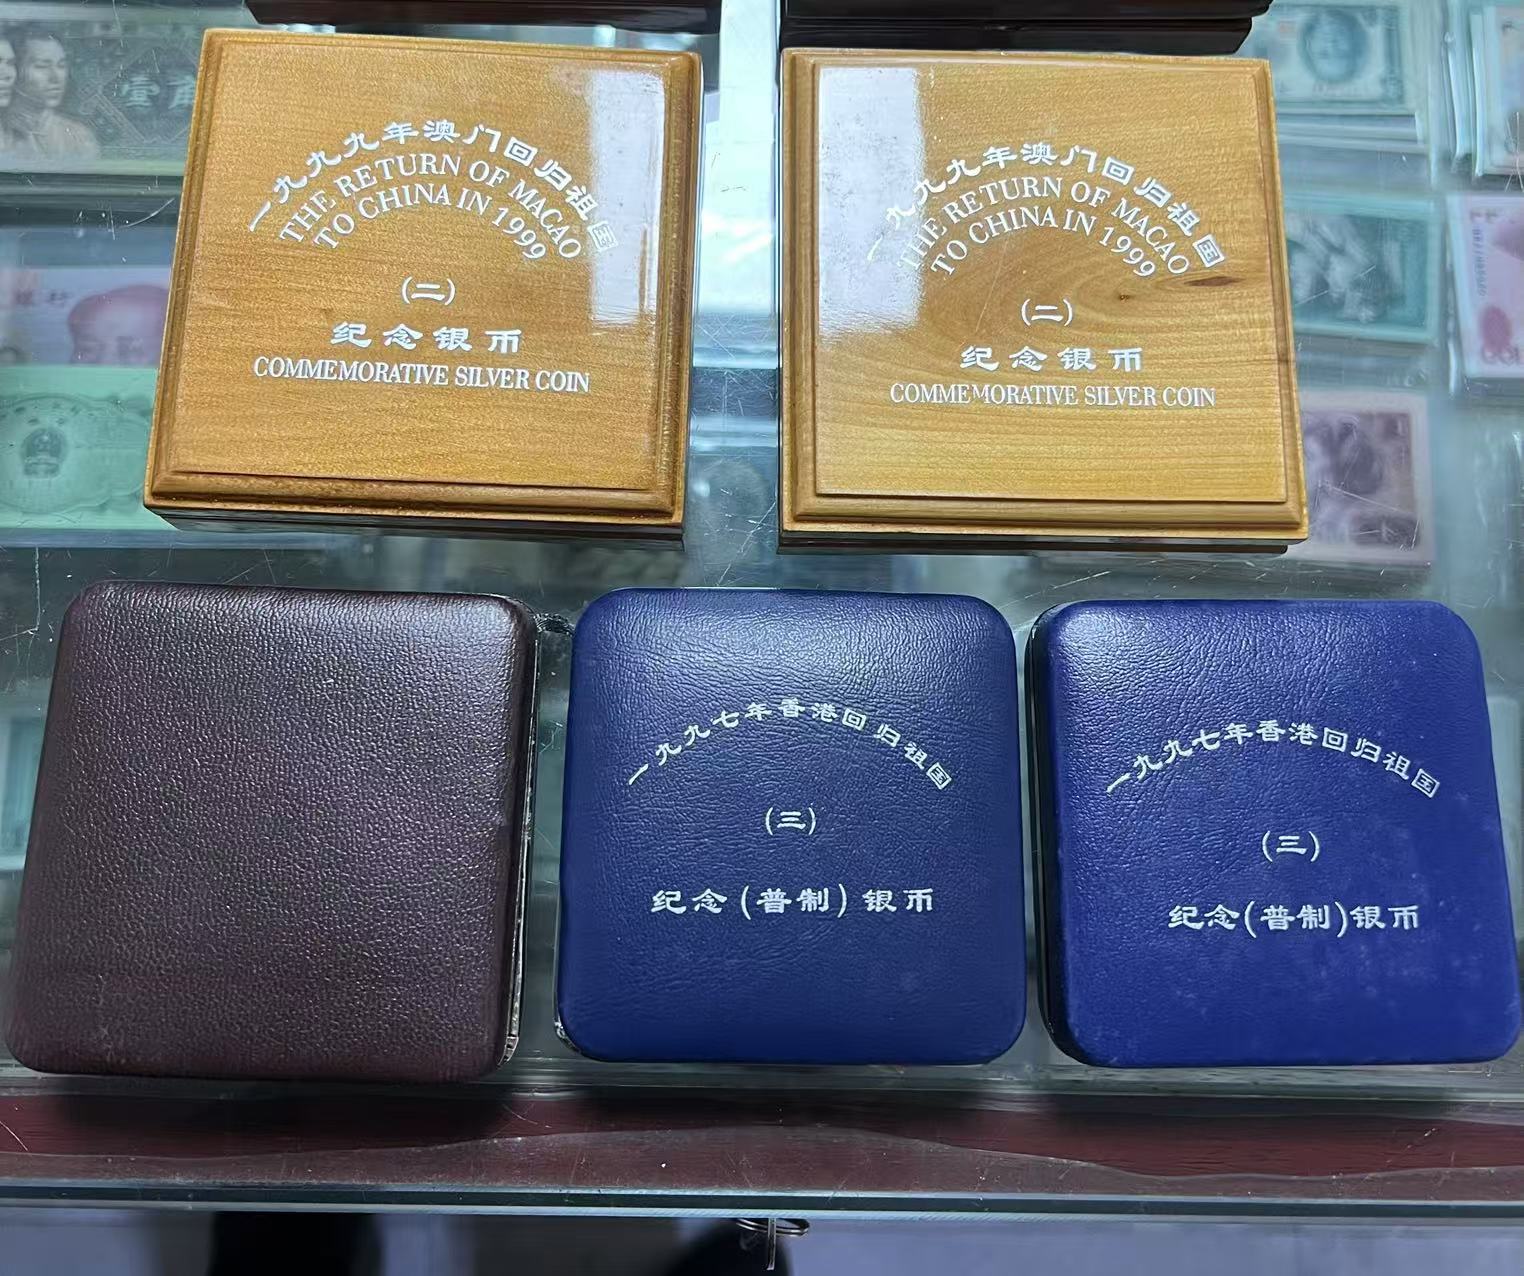 壹角
一九九九年澳门回归祖国
THE RETURN OF MACAO
TO CHINA IN 1999
(二)
纪念银币
COMMEMORATIVE SILVER COIN
一九九九年澳门回归祖国
THE RETURN OF MACAO
TO CHINA IN 1999
(二)
纪念银币
COMMEMORATIVE SILVER COIN
一九九七年香港回归祖国
(三)
纪念(普制)银币
一九九七年香港回归祖国
(三)
纪念(普制)银币